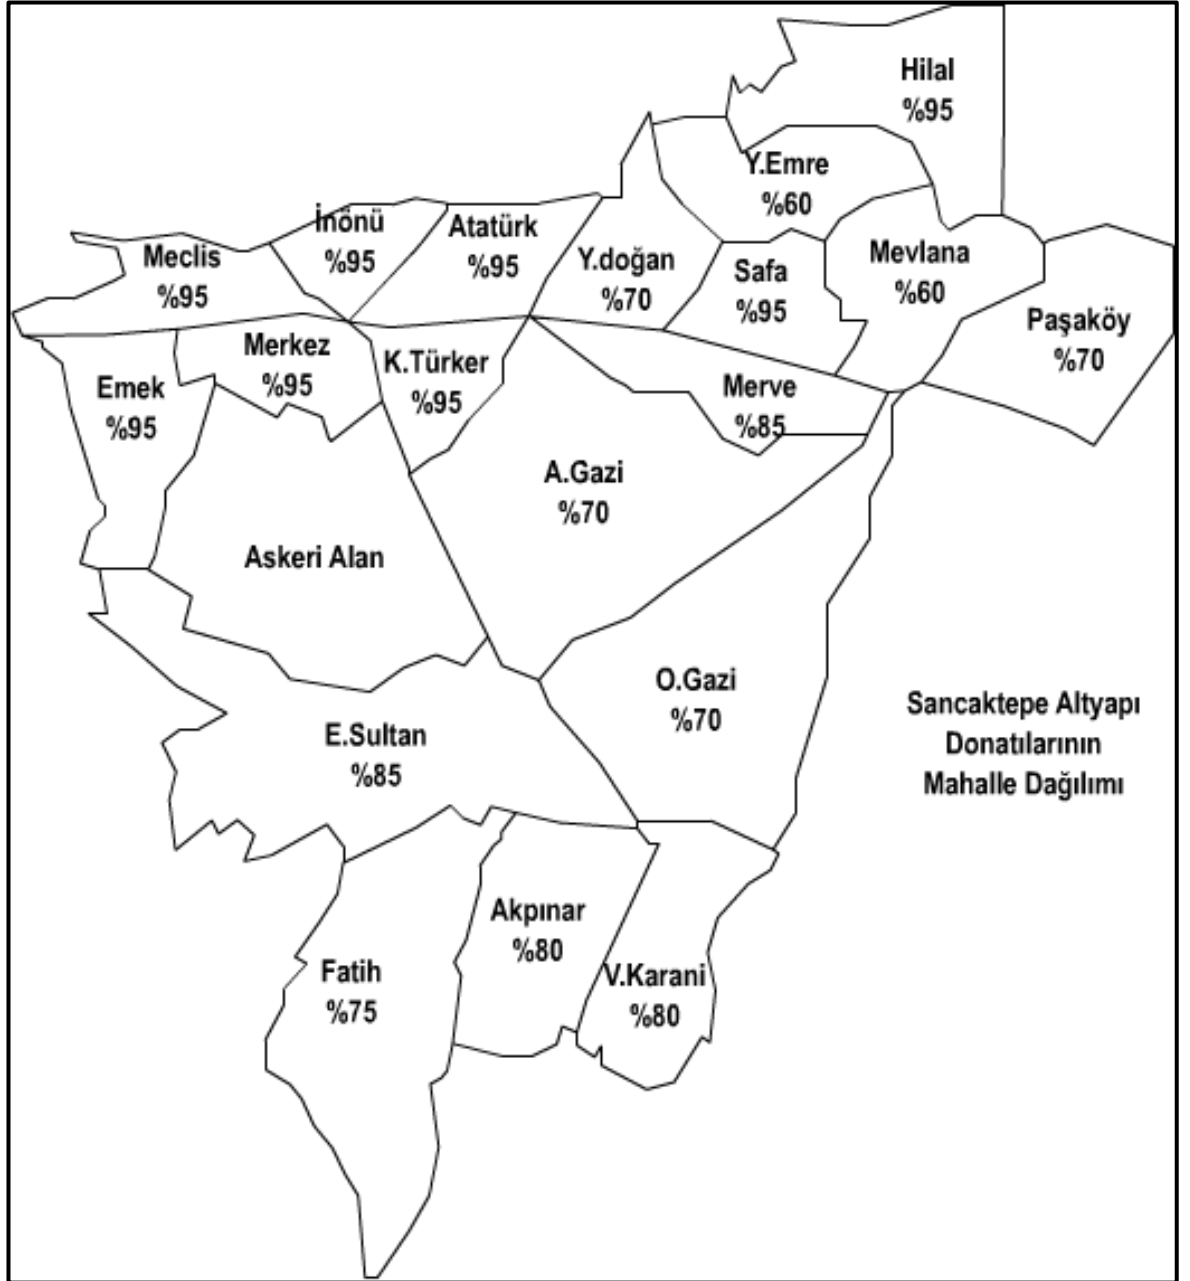 Hilal
%95
Y.Emre
%60
İnönü
%95
Atatürk
%95
Meclis
%95
Y.doğan
%70
Safa
%95
Mevlana
%60
Paşaköy
%70
Merkez
%95
K.Türker
%95
Emek
%95
Merve
%85
A.Gazi
%70
Askeri Alan
O.Gazi
%70
Sancaktepe Altyapı
Donatılarının
Mahalle Dağılımı
E.Sultan
%85
Akpınar
%80
Fatih
%75
V.Karani
%80